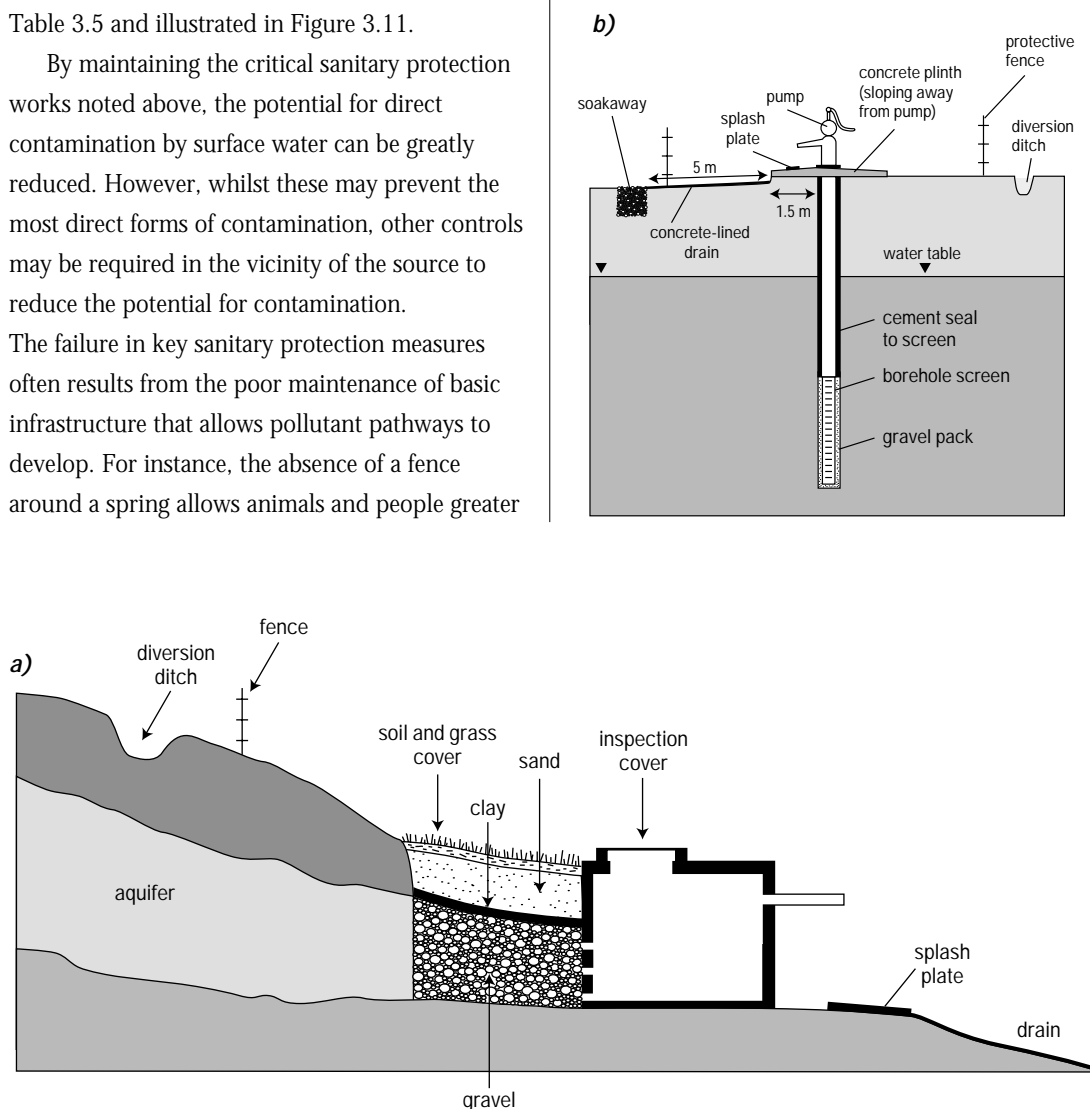 Table 3.5 and illustrated in Figure 3.11.
By maintaining the critical sanitary protection
works noted above, the potential for direct
contamination by surface water can be greatly
reduced. However, whilst these may prevent the
most direct forms of contamination, other controls
may be required in the vicinity of the source to
reduce the potential for contamination.
The failure in key sanitary protection measures
often results from the poor maintenance of basic
infrastructure that allows pollutant pathways to
develop. For instance, the absence of a fence
around a spring allows animals and people greater
b)
protective
fence
concrete plinth
(sloping away
from pump)
pump
soakaway
splash
plate
diversion
ditch
5 m
1.5 m
concrete-lined
drain
water table
cement seal
to screen
borehole screen
gravel pack
a)
fence
diversion
ditch
soil and grass
cover
sand
inspection
cover
clay
aquifer
splash
plate
drain
gravel